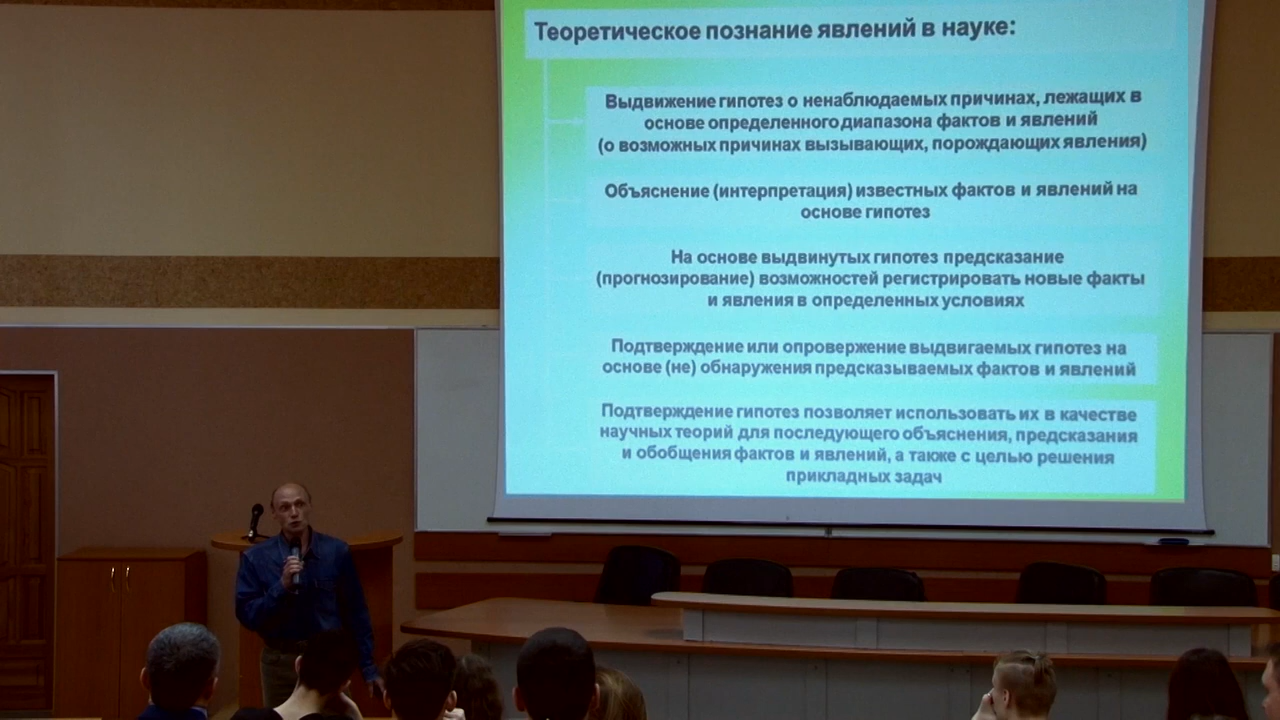 Теоретическое познание явлений в науке:
Выдвижение гипотез о ненаблюдаемых причинах, лежащих в
основе определенного диапазона фактов и явлений
(о возможных причинах вызывающих, порождающих явления)
Объяснение (интерпретация) известных фактов и явлений на
основе гипотез
На основе выдвинутых гипотез предсказание
(прогнозирование) возможностей регистрировать новые факты
и явления в определенных условиях
Подтверждение или опровержение выдвигаемых гипотез на
основе (не) обнаружения предсказываемых фактов и явлений
Подтверждение гипотез позволяет использовать их в качестве
научных теорий для последующего объяснения, предсказания
и обобщения фактов и явлений, а также с целью решения
прикладных задач